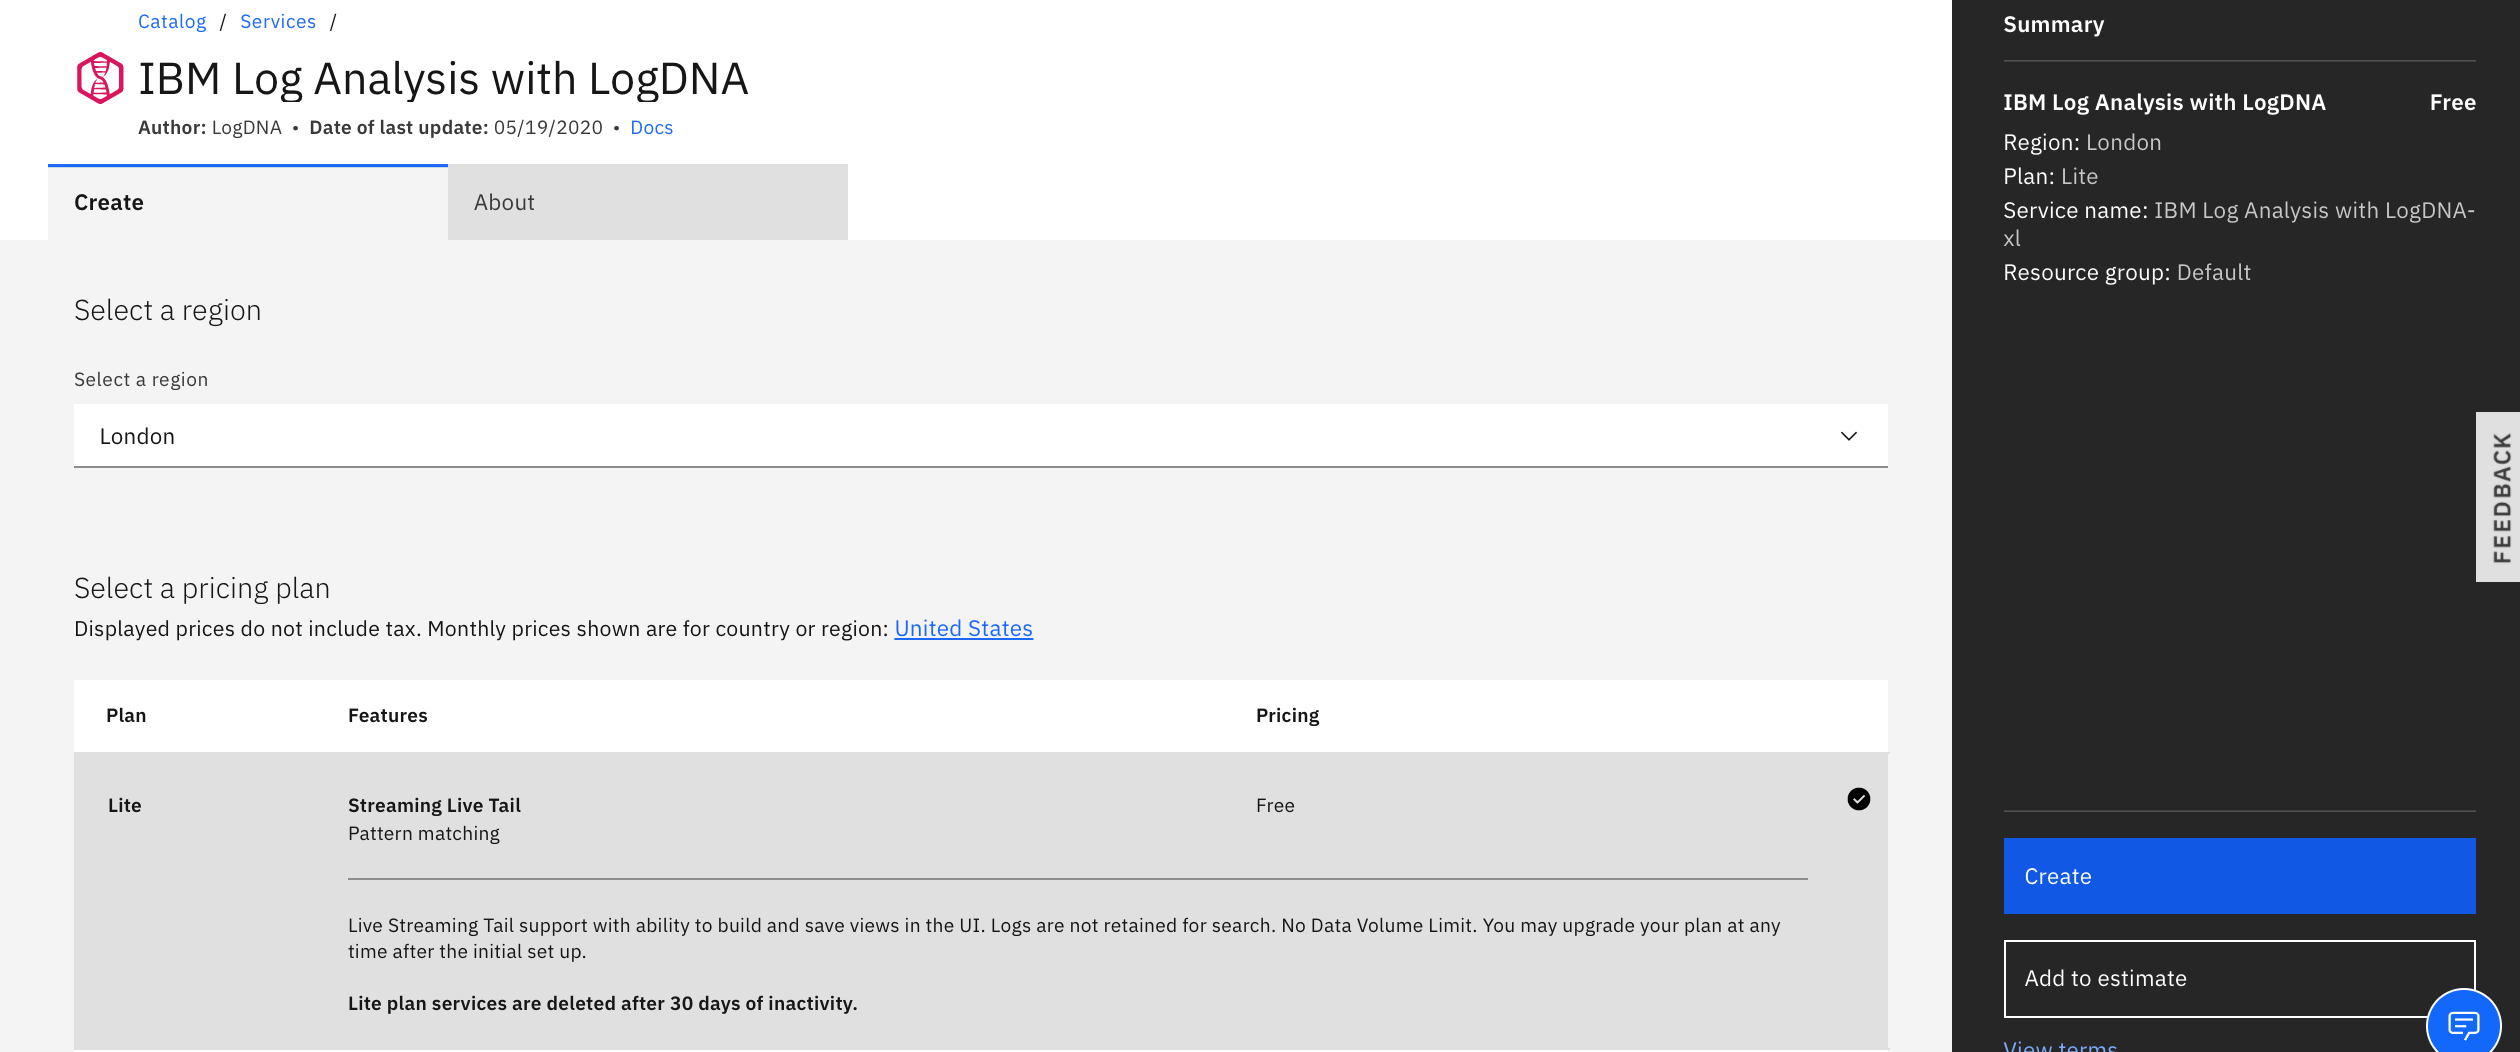 Catalog / Services /
IBM Log Analysis with LogDNA
Author: LogDNA • Date of last update: 05/19/2020 • Docs
Create
About
Select a region
Select a region
London
Select a pricing plan
Displayed prices do not include tax. Monthly prices shown are for country or region: United States
Plan Features Pricing
Lite Streaming Live Tail Free
Pattern matching
Live Streaming Tail support with ability to build and save views in the UI. Logs are not retained for search. No Data Volume Limit. You may upgrade your plan at any
time after the initial set up.
Lite plan services are deleted after 30 days of inactivity.
Summary
IBM Log Analysis with LogDNA Free
Region: London
Plan: Lite
Service name: IBM Log Analysis with LogDNA-
xl
Resource group: Default
FEEDBACK
Create
Add to estimate
View terms